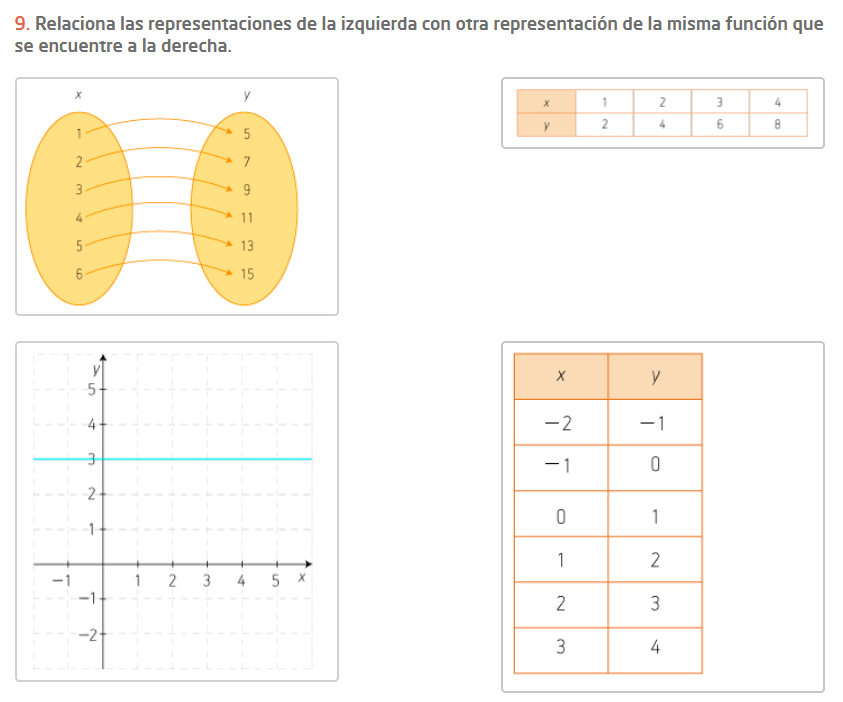 9. Relaciona las representaciones de la izquierda con otra representación de la misma función que
se encuentre a la derecha.
x y
1 5
2 7
3 9
4 11
5 13
6 15
x 1 2 3 4
y 2 4 6 8
y
5
4
3
2
1
−1 1 2 3 4 5 x
−1
−2
x y
−2 −1
−1 0
0 1
1 2
2 3
3 4